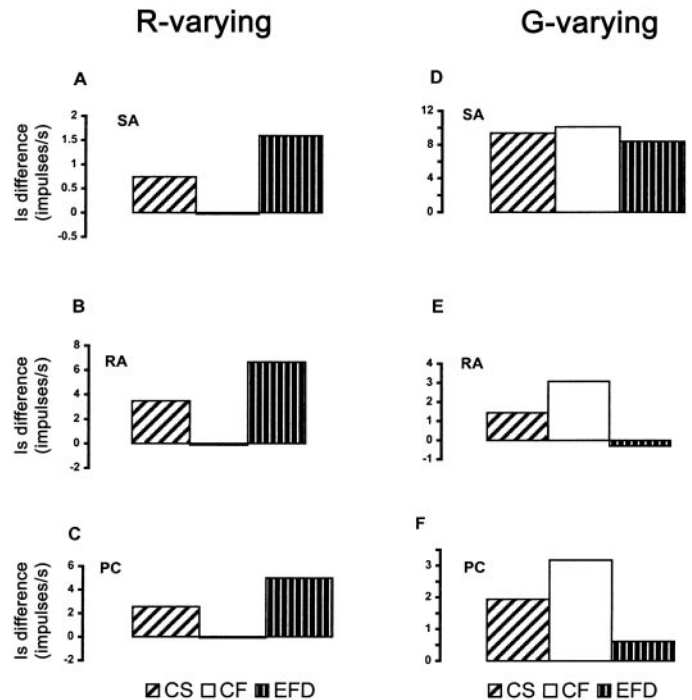 R-varying
G-varying
A
SA
Is difference
(impulses/s)
2
1.5
1
0.5
0
-0.5
D
SA
12
8
4
0
B
RA
Is difference
(impulses/s)
8
6
4
2
0
-2
E
RA
4
3
2
1
0
-1
C
PC
Is difference
(impulses/s)
6
4
2
0
-2
F
PC
3
2
1
0
CS CF EFD
CS CF EFD